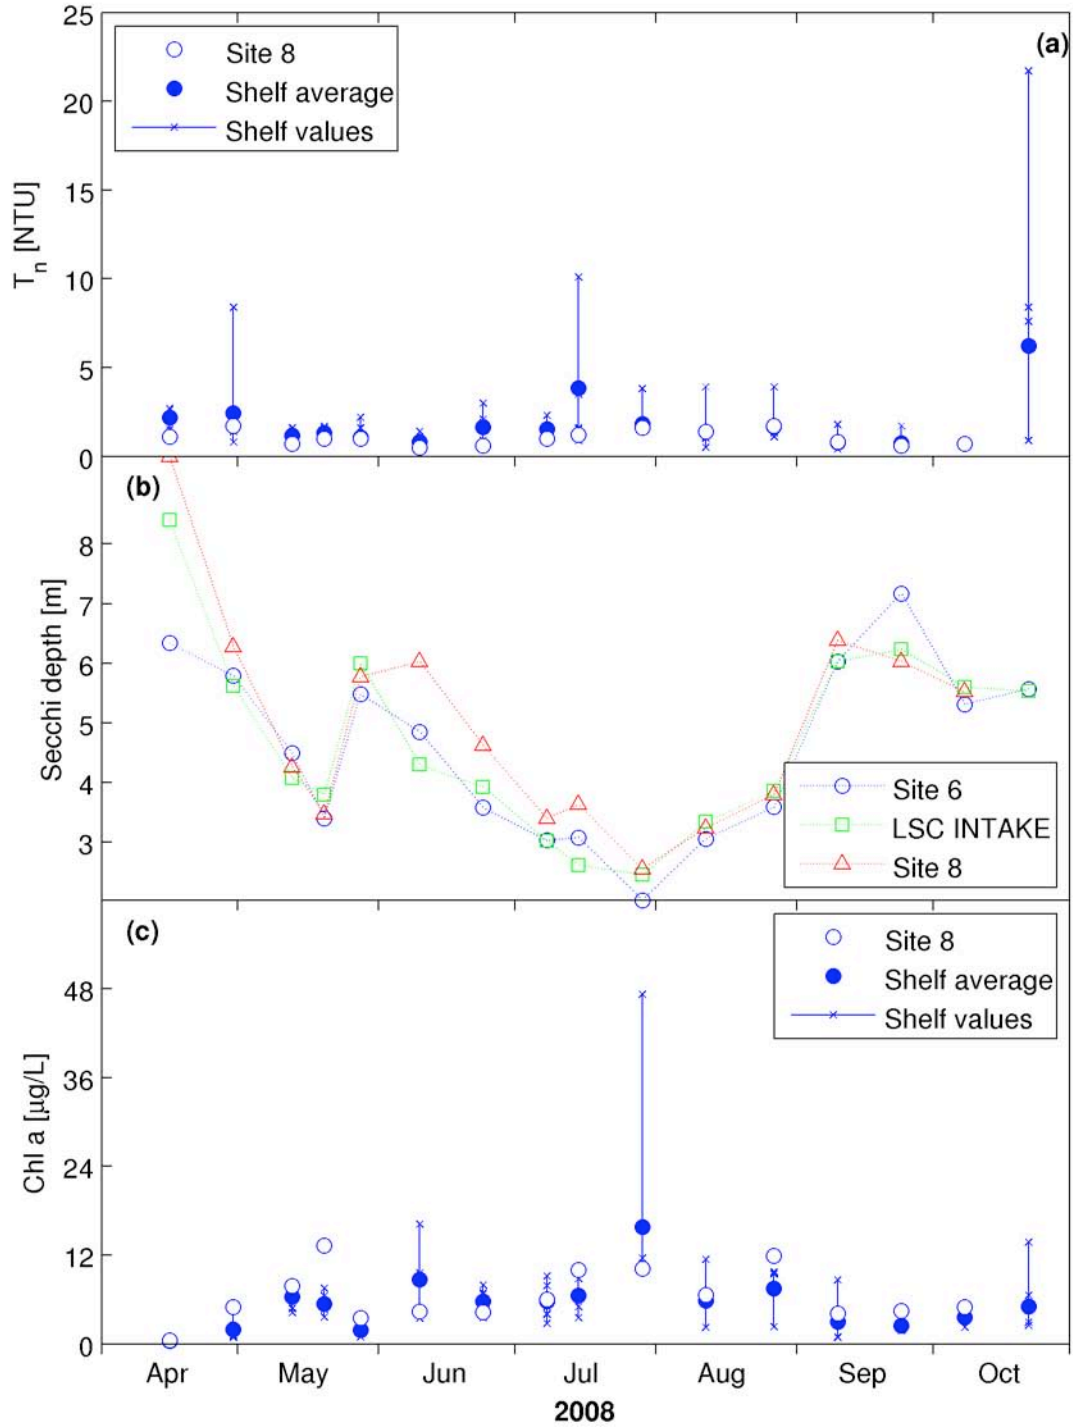 25
20
15
10
5
0
T_n [NTU]
(a)
Site 8
Shelf average
Shelf values
(b)
8
7
6
5
4
3
Secchi depth [m]
Site 6
LSC INTAKE
Site 8
(c)
48
36
24
12
0
Chl a [µg/L]
Site 8
Shelf average
Shelf values
Apr May Jun Jul Aug Sep Oct
2008